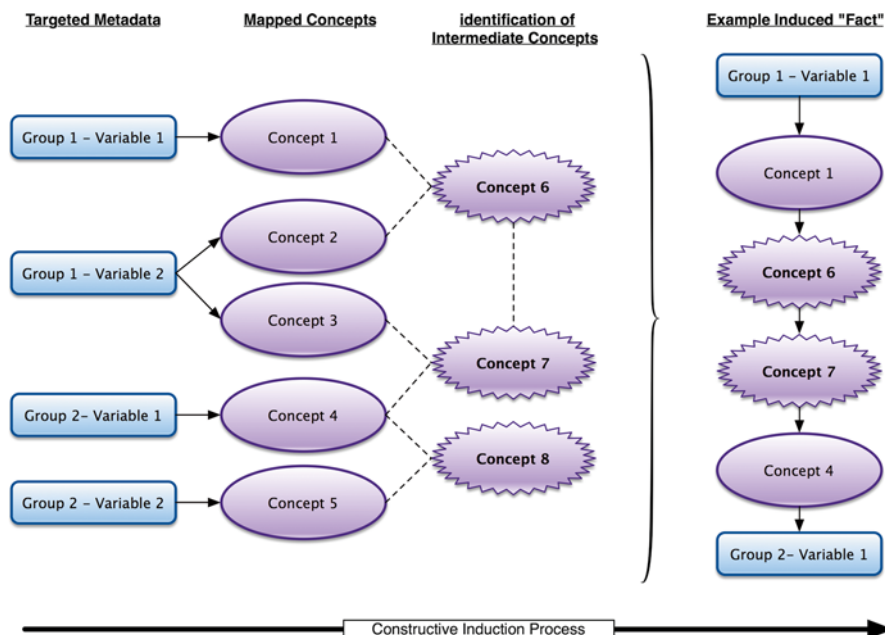 Targeted Metadata
Mapped Concepts
identification of
Intermediate Concepts
Example Induced "Fact"
Group 1 - Variable 1
Concept 1
Concept 6
Group 1 - Variable 2
Concept 2
Concept 3
Concept 7
Group 2- Variable 1
Concept 4
Concept 8
Group 2 - Variable 2
Concept 5
Group 1 - Variable 1
Concept 1
Concept 6
Concept 7
Concept 4
Group 2- Variable 1
Constructive Induction Process